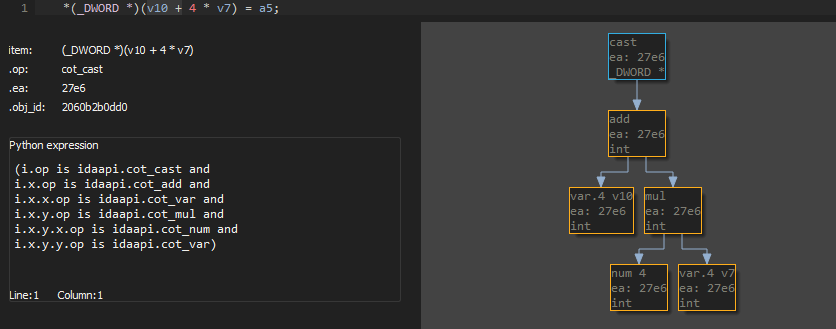 1 *(_DWORD *)(v10 + 4 * v7) = a5;
item: (_DWORD *)(v10 + 4 * v7)
.op: cot_cast
.ea: 27e6
.obj_id: 2060b2b0dd0
Python expression
(i.op is idaapi.cot_cast and
i.x.op is idaapi.cot_add and
i.x.x.op is idaapi.cot_var and
i.x.y.op is idaapi.cot_mul and
i.x.y.x.op is idaapi.cot_num and
i.x.y.y.op is idaapi.cot_var)
Line:1 Column:1
cast
ea: 27e6
_DWORD *
add
ea: 27e6
int
var.4 v10
ea: 27e6
int
mul
ea: 27e6
int
num 4
ea: 27e6
int
var.4 v7
ea: 27e6
int